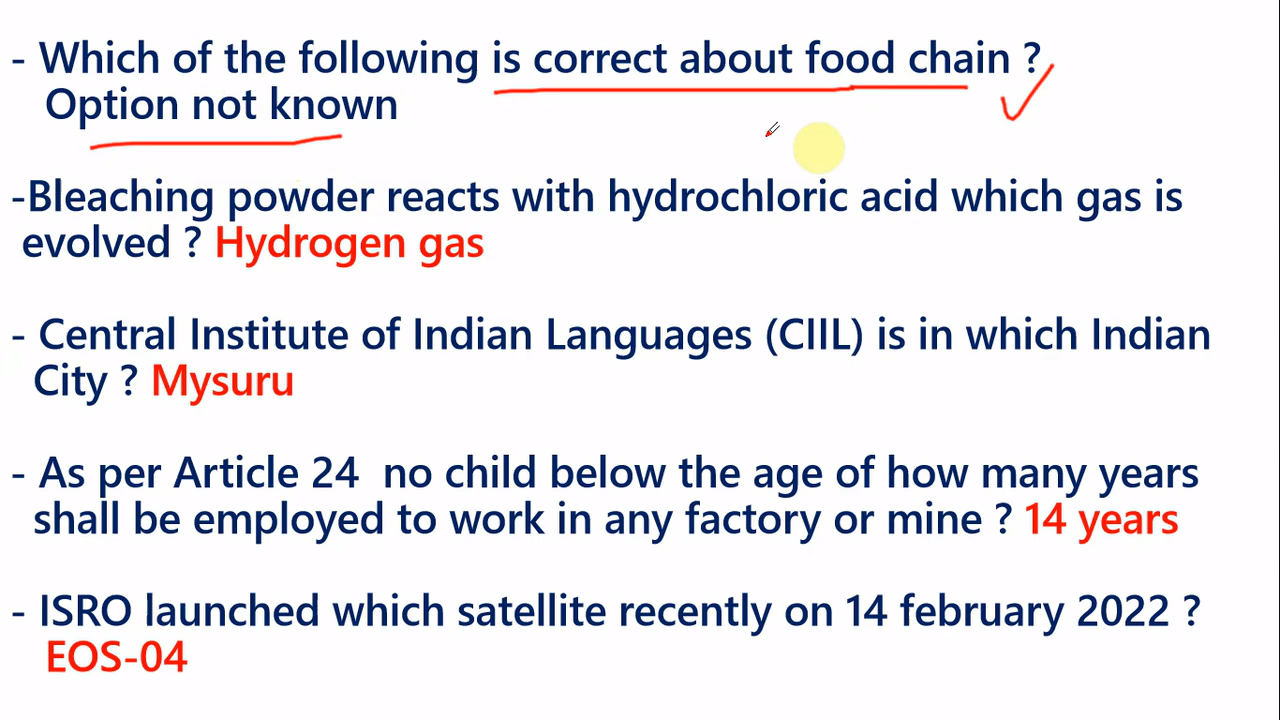 - Which of the following is correct about food chain ?
Option not known
-Bleaching powder reacts with hydrochloric acid which gas is
evolved ? Hydrogen gas
- Central Institute of Indian Languages (CIIL) is in which Indian
City ? Mysuru
- As per Article 24 no child below the age of how many years
shall be employed to work in any factory or mine ? 14 years
- ISRO launched which satellite recently on 14 february 2022 ?
EOS-04